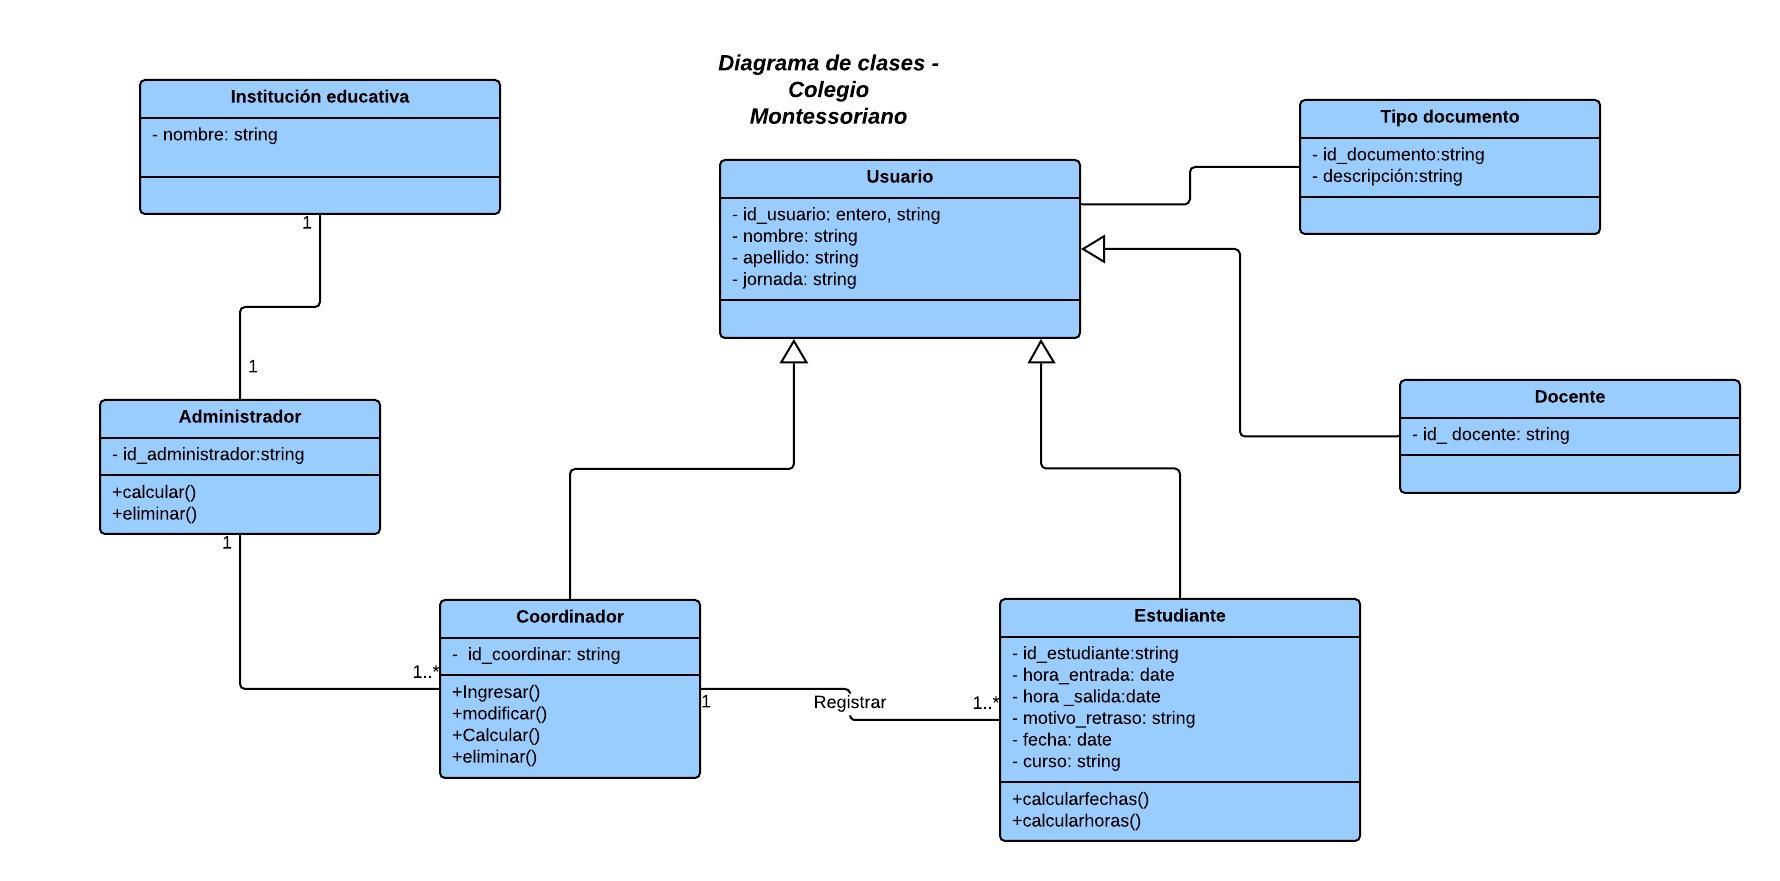 Diagrama de clases -
Colegio
Montessoriano
Institución educativa
- nombre: string
1
1
Administrador
- id_administrador:string
+calcular()
+eliminar()
1
1..*
Usuario
- id_usuario: entero, string
- nombre: string
- apellido: string
- jornada: string
Tipo documento
- id_documento:string
- descripción:string
Docente
- id_ docente: string
Coordinador
-  id_coordinar: string
+Ingresar()
+modificar()
+Calcular()
+eliminar()
1
Registrar
1..*
Estudiante
- id_estudiante:string
- hora_entrada: date
- hora _salida:date
- motivo_retraso: string
- fecha: date
- curso: string
+calcularfechas()
+calcularhoras()